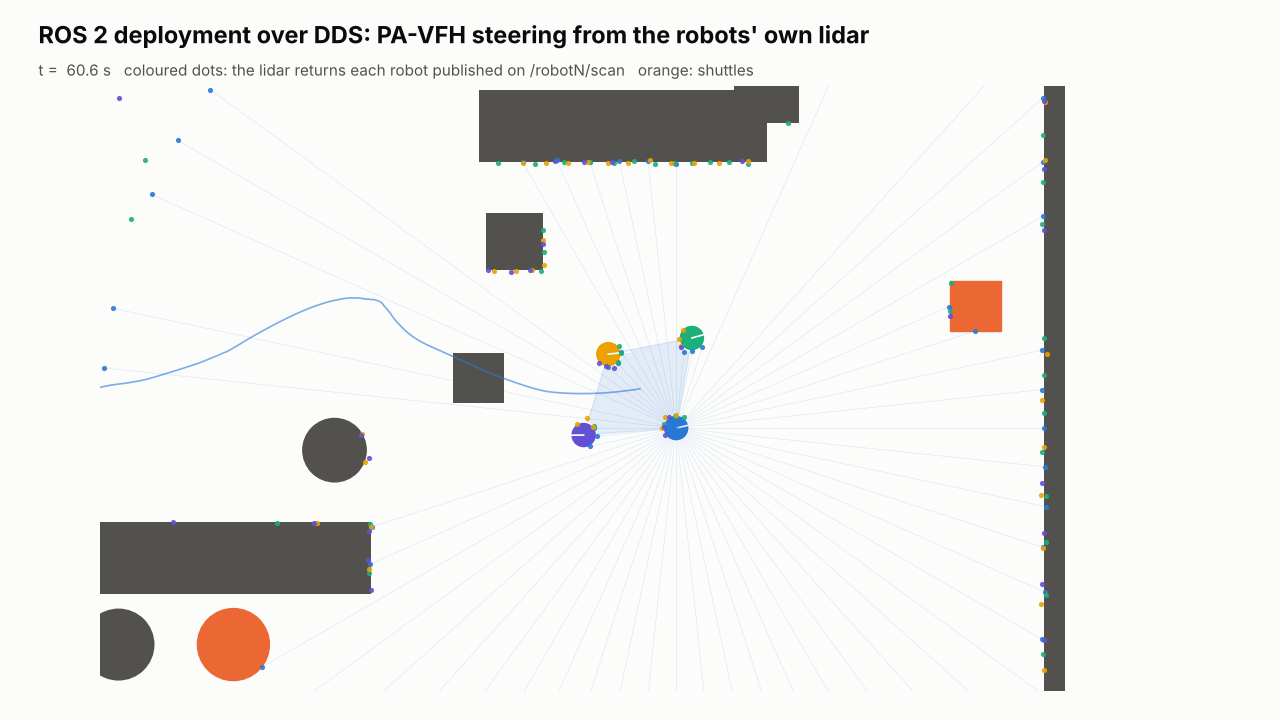 ROS 2 deployment over DDS: PA-VFH steering from the robots' own lidar
t =  60.6 s   coloured dots: the lidar returns each robot published on /robotN/scan   orange: shuttles